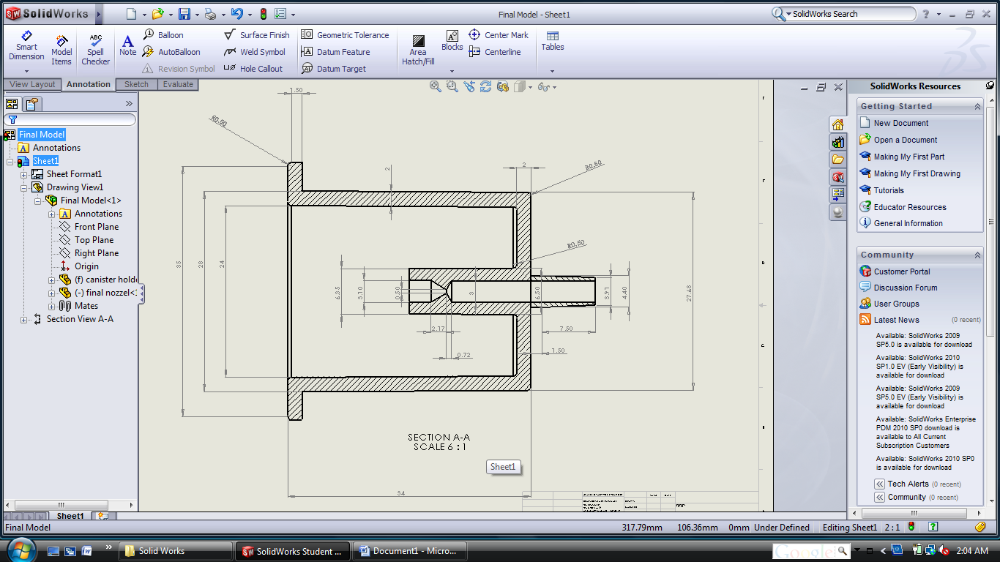 SolidWorks
Final Model - Sheet1
SolidWorks Search
Smart Dimension
Model Items
ABC
Spell Checker
Note
Balloon
AutoBalloon
Revision Symbol
Surface Finish
Weld Symbol
Hole Callout
Geometric Tolerance
Datum Feature
Datum Target
Area Hatch/Fill
Blocks
Center Mark
Centerline
Tables
View Layout
Annotation
Sketch
Evaluate
Final Model
Annotations
Sheet1
Sheet Format1
Drawing View1
Final Model<1>
Annotations
Front Plane
Top Plane
Right Plane
Origin
(f) canister holde
(-) final nozzel<1
Mates
Section View A-A
1.50
R0.50
2
2
R0.50
R0.50
35
28
24
6.35
3.10
0.50
3
6.50
3.91
4.40
27.68
2.17
7.50
0.72
1.50
SECTION A-A
SCALE 6 : 1
Sheet1
34
SolidWorks Resources
Getting Started
New Document
Open a Document
Making My First Part
Making My First Drawing
Tutorials
Educator Resources
General Information
Community
Customer Portal
Discussion Forum
User Groups
Latest News (0 recent)
Available: SolidWorks 2009
SP5.0 is available for download
Available: SolidWorks 2010
SP1.0 EV (Early Visibility) is
available for download
Available: SolidWorks 2009
SP5.0 EV (Early Visibility) is
available for download
Available: SolidWorks Enterprise
PDM 2010 SP0 download is
available to All Current
Subscription Customers
Available: SolidWorks 2010 SP0
is available for download
Tech Alerts (0 recent)
Community (0 recent)
Sheet1
Final Model
317.79mm 106.36mm 0mm Under Defined Editing Sheet1 2 : 1
Solid Works
SolidWorks Student ...
Document1 - Micro...
Google
2:04 AM